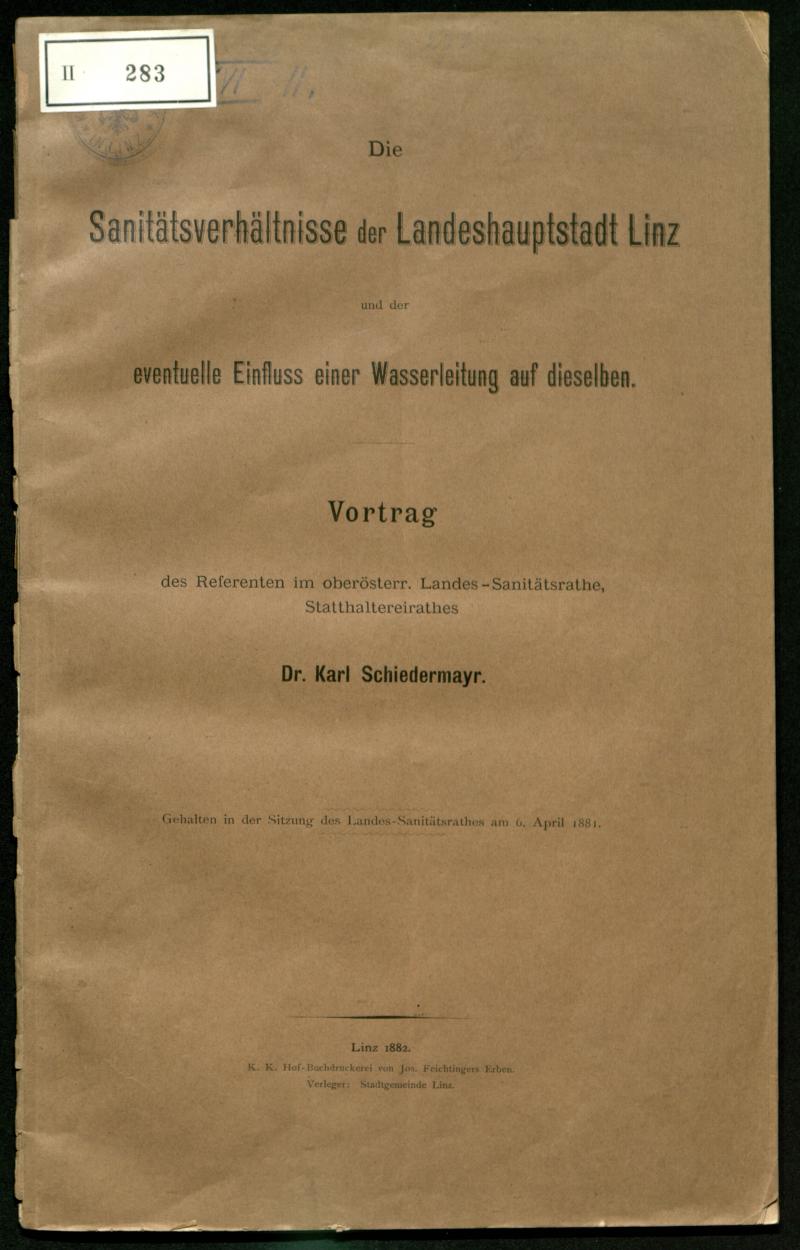 II 283
Die
Sanitätsverhältnisse der Landeshauptstadt Linz
und der
eventuelle Einfluss einer Wasserleitung auf dieselben.
Vortrag
des Referenten im oberösterr. Landes-Sanitätsrathe,
Statthaltereirathes
Dr. Karl Schiedermayr.
Gehalten in der Sitzung des Landes-Sanitätsrathes am 6. April 1881.
Linz 1882.
K. K. Hof-Buchdruckerei von Jos. Feichtingers Erben.
Verleger: Stadtgemeinde Linz.